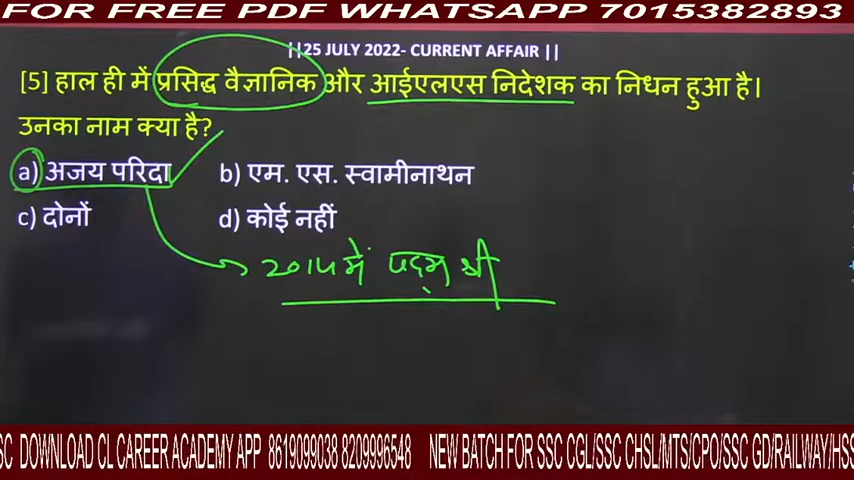 FOR FREE PDF WHATSAPP 7015382893
||25 JULY 2022- CURRENT AFFAIR ||
[5] हाल ही में प्रसिद्ध वैज्ञानिक और आईएलएस निदेशक का निधन हुआ है।
उनका नाम क्या है?
a) अजय परिदा b) एम. एस. स्वामीनाथन
c) दोनों d) कोई नहीं
2014 में पद्म श्री
SC DOWNLOAD CL CAREER ACADEMY APP 8619099038 8209996548 NEW BATCH FOR SSC CGL/SSC CHSL/MTS/CPO/SSC GD/RAILWAY/HSS